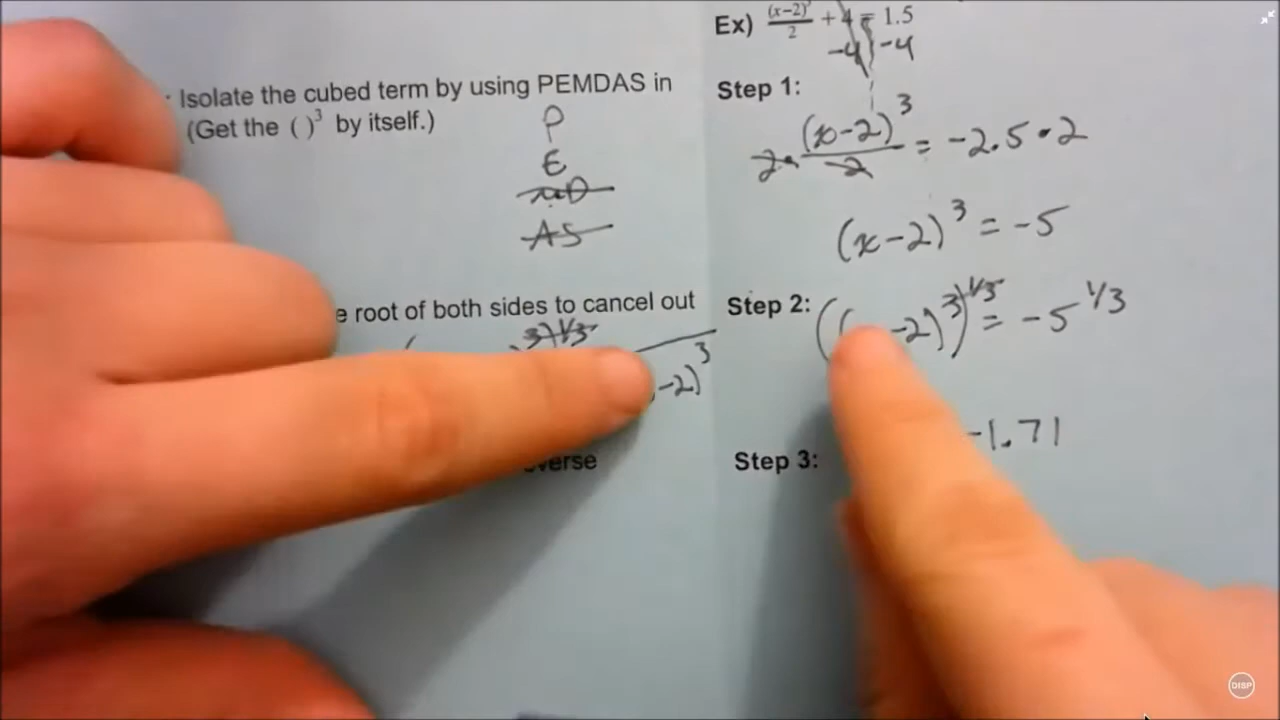 Isolate the cubed term by using PEMDAS in
(Get the ( )³ by itself.)
P
E
MD
AS
e root of both sides to cancel out
3) 1/3
-2)³
verse
Ex) (x-2)³/2 + 4 = 1.5
-4 -4
Step 1:
2• (x-2)³/2 = -2.5 • 2
(x-2)³ = -5
Step 2: (( -2)³)^1/3 = -5^1/3
-1.71
Step 3:
DISP